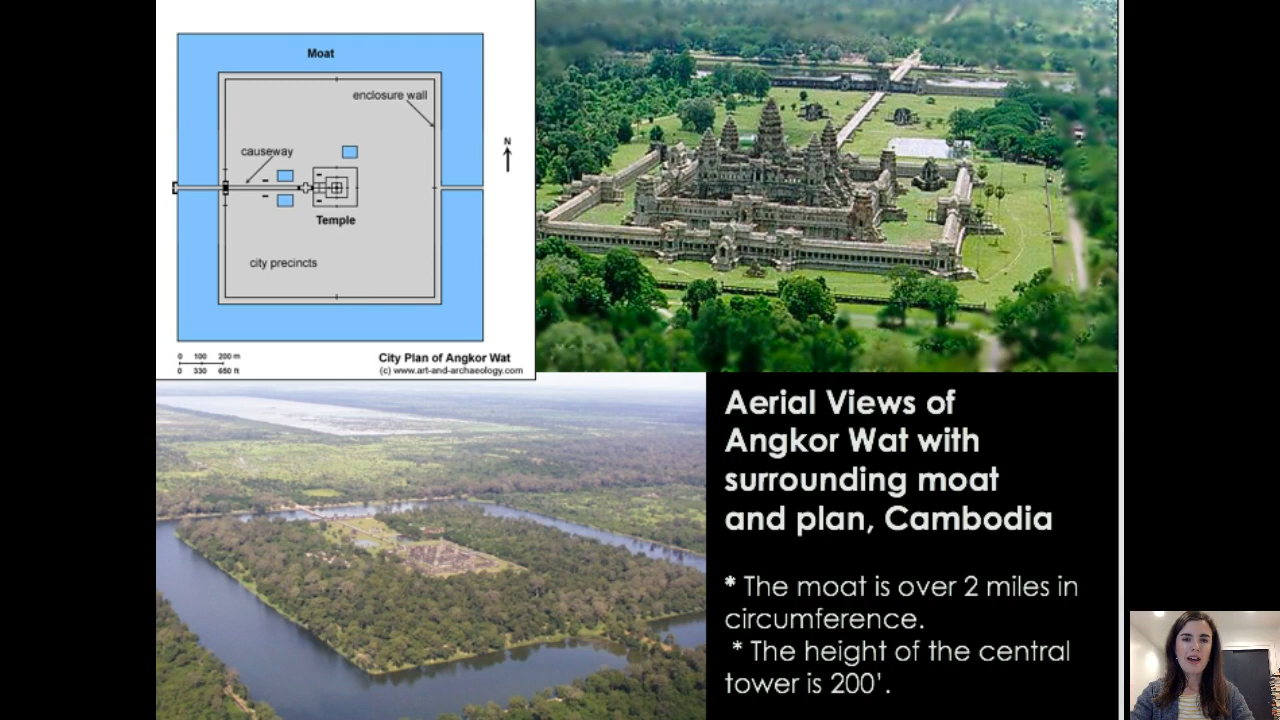 Moat
enclosure wall
N
causeway
Temple
city precincts
0 100 200 m
0 330 650 ft
City Plan of Angkor Wat
(c) www.art-and-archaeology.com
Aerial Views of
Angkor Wat with
surrounding moat
and plan, Cambodia
* The moat is over 2 miles in
circumference.
* The height of the central
tower is 200'.